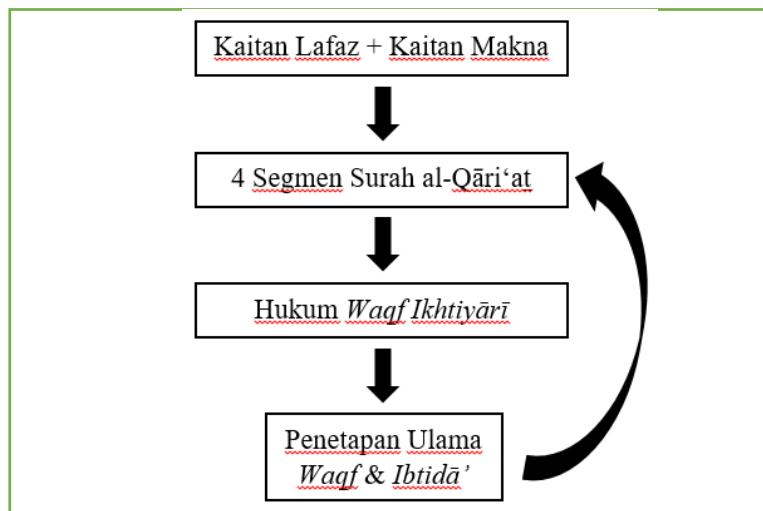 Kaitan Lafaz + Kaitan Makna
4 Segmen Surah al-Qāri‘at
Hukum Waqf Ikhtiyārī
Penetapan Ulama
Waqf & Ibtidā’